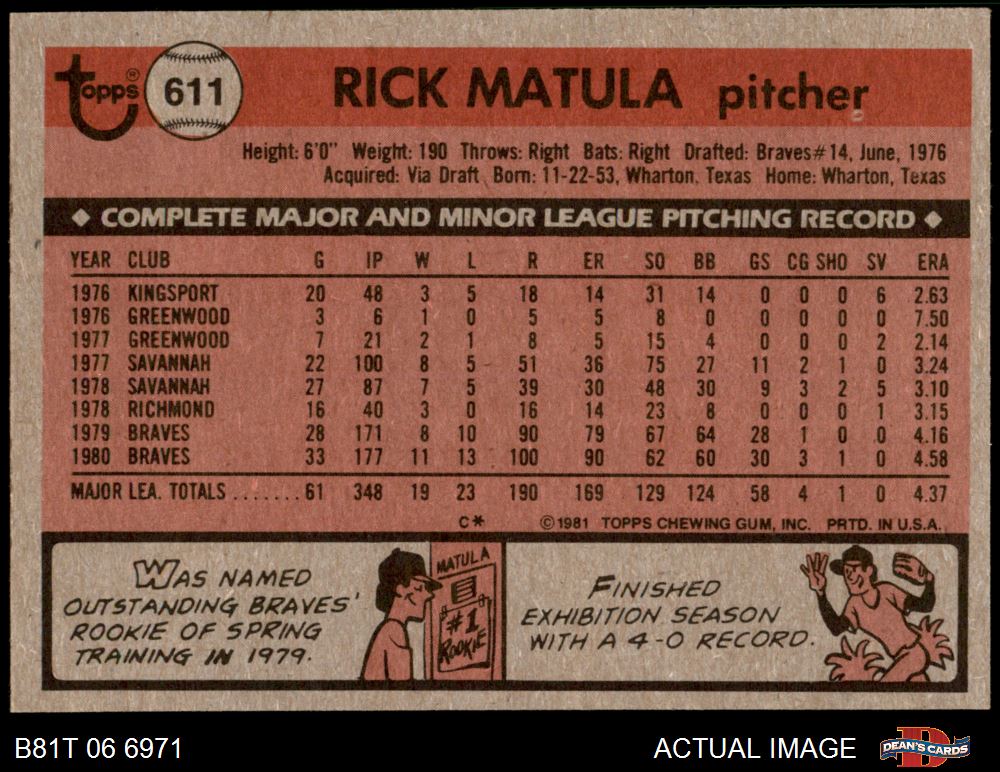 Topps® 611 RICK MATULA pitcher
Height: 6'0" Weight: 190 Throws: Right Bats: Right Drafted: Braves#14, June, 1976
Acquired: Via Draft Born: 11-22-53, Wharton, Texas Home: Wharton, Texas
◆ COMPLETE MAJOR AND MINOR LEAGUE PITCHING RECORD ◆
YEAR CLUB G IP W L R ER SO BB GS CG SHO SV ERA
1976 KINGSPORT 20 48 3 5 18 14 31 14 0 0 0 6 2.63
1976 GREENWOOD 3 6 1 0 5 5 8 0 0 0 0 0 7.50
1977 GREENWOOD 7 21 2 1 8 5 15 4 0 0 0 2 2.14
1977 SAVANNAH 22 100 8 5 51 36 75 27 11 2 1 0 3.24
1978 SAVANNAH 27 87 7 5 39 30 48 30 9 3 2 5 3.10
1978 RICHMOND 16 40 3 0 16 14 23 8 0 0 0 1 3.15
1979 BRAVES 28 171 8 10 90 79 67 64 28 1 0 0 4.16
1980 BRAVES 33 177 11 13 100 90 62 60 30 3 1 0 4.58
MAJOR LEA. TOTALS.......61 348 19 23 190 169 129 124 58 4 1 0 4.37
C* ©1981 TOPPS CHEWING GUM, INC. PRTD. IN U.S.A.
WAS NAMED
OUTSTANDING BRAVES'
ROOKIE OF SPRING
TRAINING IN 1979.
MATULA
#1
ROOKIE
FINISHED
EXHIBITION SEASON
WITH A 4-0 RECORD.
B81T 06 6971 ACTUAL IMAGE D DEAN'S CARDS